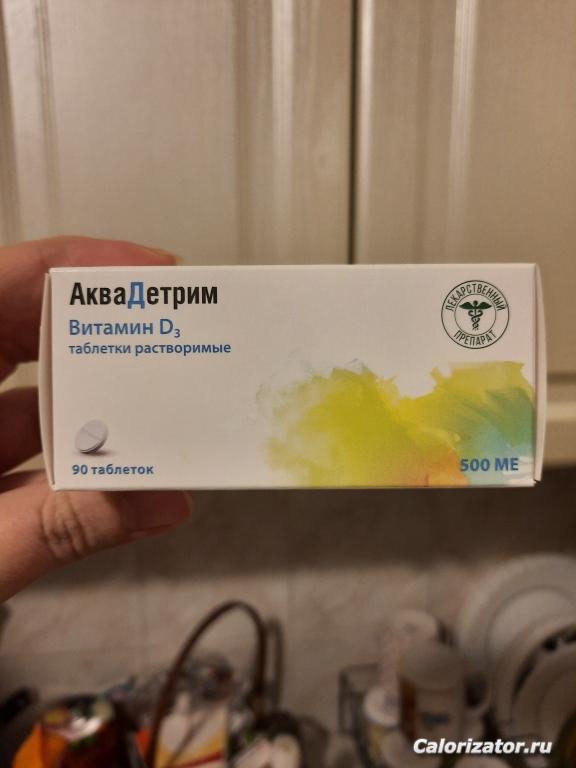 АкваДетрим
Витамин D₃
таблетки растворимые
ЛЕКАРСТВЕННЫЙ
ПРЕПАРАТ
90 таблеток
500 МЕ
Calorizator.ru